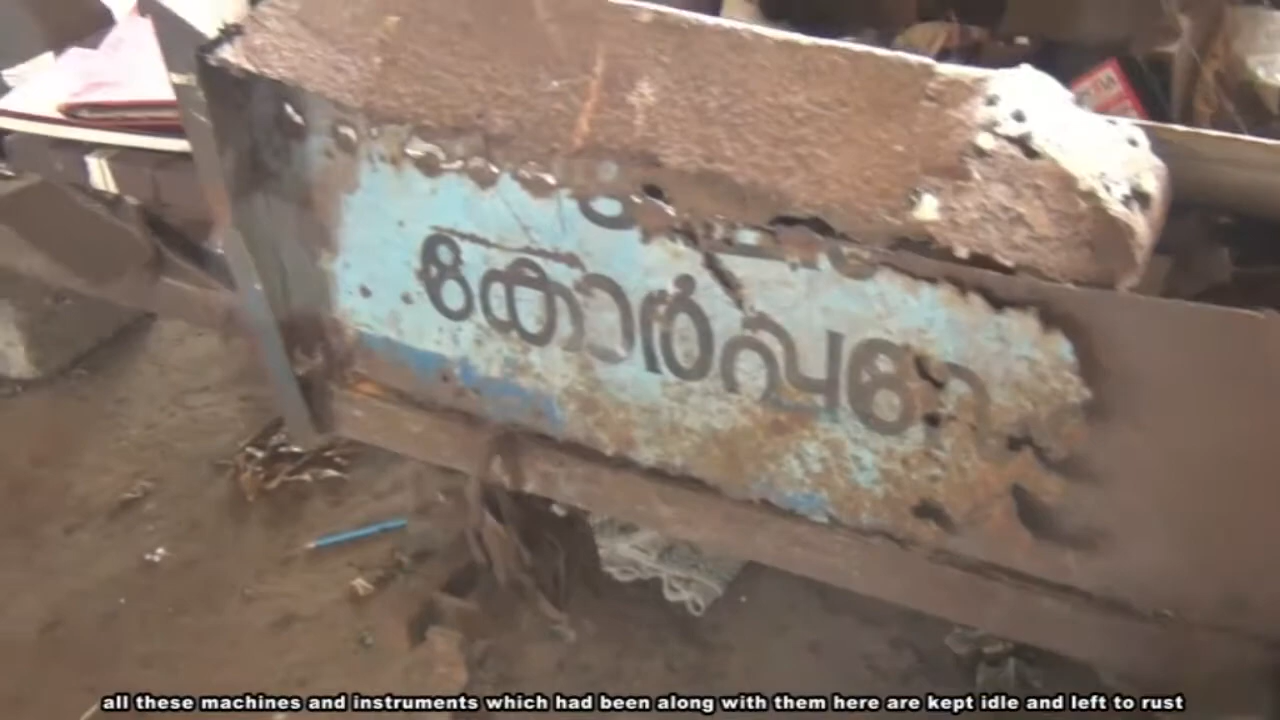 കോർപ്പറേ
all these machines and instruments which had been along with them here are kept idle and left to rust